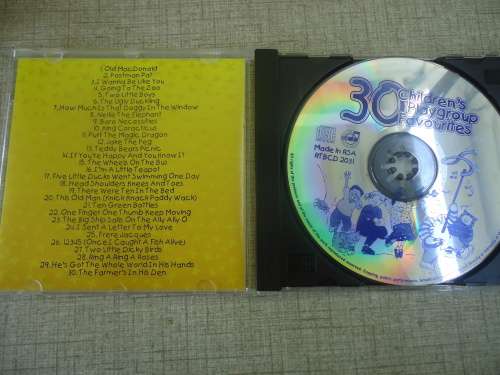 1. Old MacDonald
2. Postman Pat
3. I Wanna Be Like You
4. Going To The Zoo
5. Two Little Boys
6. The Ugly Duckling
7. How Much Is That Doggy In The Window
8. Nellie The Elephant
9. Bare Necessities
10. King Caracticus
11. Puff The Magic Dragon
12. Jake The Peg
13. Teddy Bears Picnic
14. If You're Happy And You Know It
15. The Wheels On The Bus
16. I'm A Little Teapot
17. Five Little Ducks Went Swimming One Day
18. Head Shoulders Knees And Toes
19. There Were Ten In The Bed
20. This Old Man (Knick Knack Paddy Wack)
21. Ten Green Bottles
22. One Finger One Thumb Keep Moving
23. The Big Ship Sails On The Ally Ally O
24. I Sent A Letter To My Love
25. Frere Jacques
26. 12345 (Once I Caught A Fish Alive)
27. Two Little Dicky Birds
28. Ring A Ring A Roses
29. He's Got The Whole World In His Hands
30. The Farmer's In His Den
30 Children's
Playgroup
Favourites
Made in RSA
RTBCD 2031